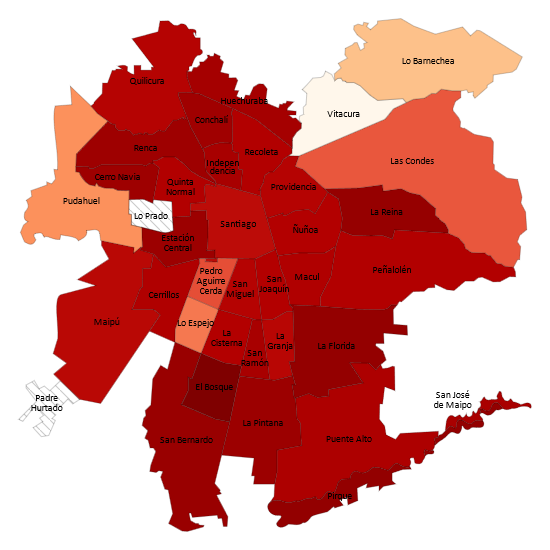 Lo Barnechea
Quilicura
Huechuraba
Vitacura
Conchalí
Renca
Recoleta
Las Condes
Indepen
dencia
Cerro Navia
Quinta
Normal
Providencia
Pudahuel
Lo Prado
La Reina
Santiago
Ñuñoa
Estación
Central
Pedro
Aguirre
Cerda
San
Joaquín
Macul
Peñalolén
San
Miguel
Cerrillos
Maipú
Lo Espejo
La
Cisterna
La
Granja
La Florida
San
Ramón
El Bosque
Padre
Hurtado
San José
de Maipo
La Pintana
San Bernardo
Puente Alto
Pirque